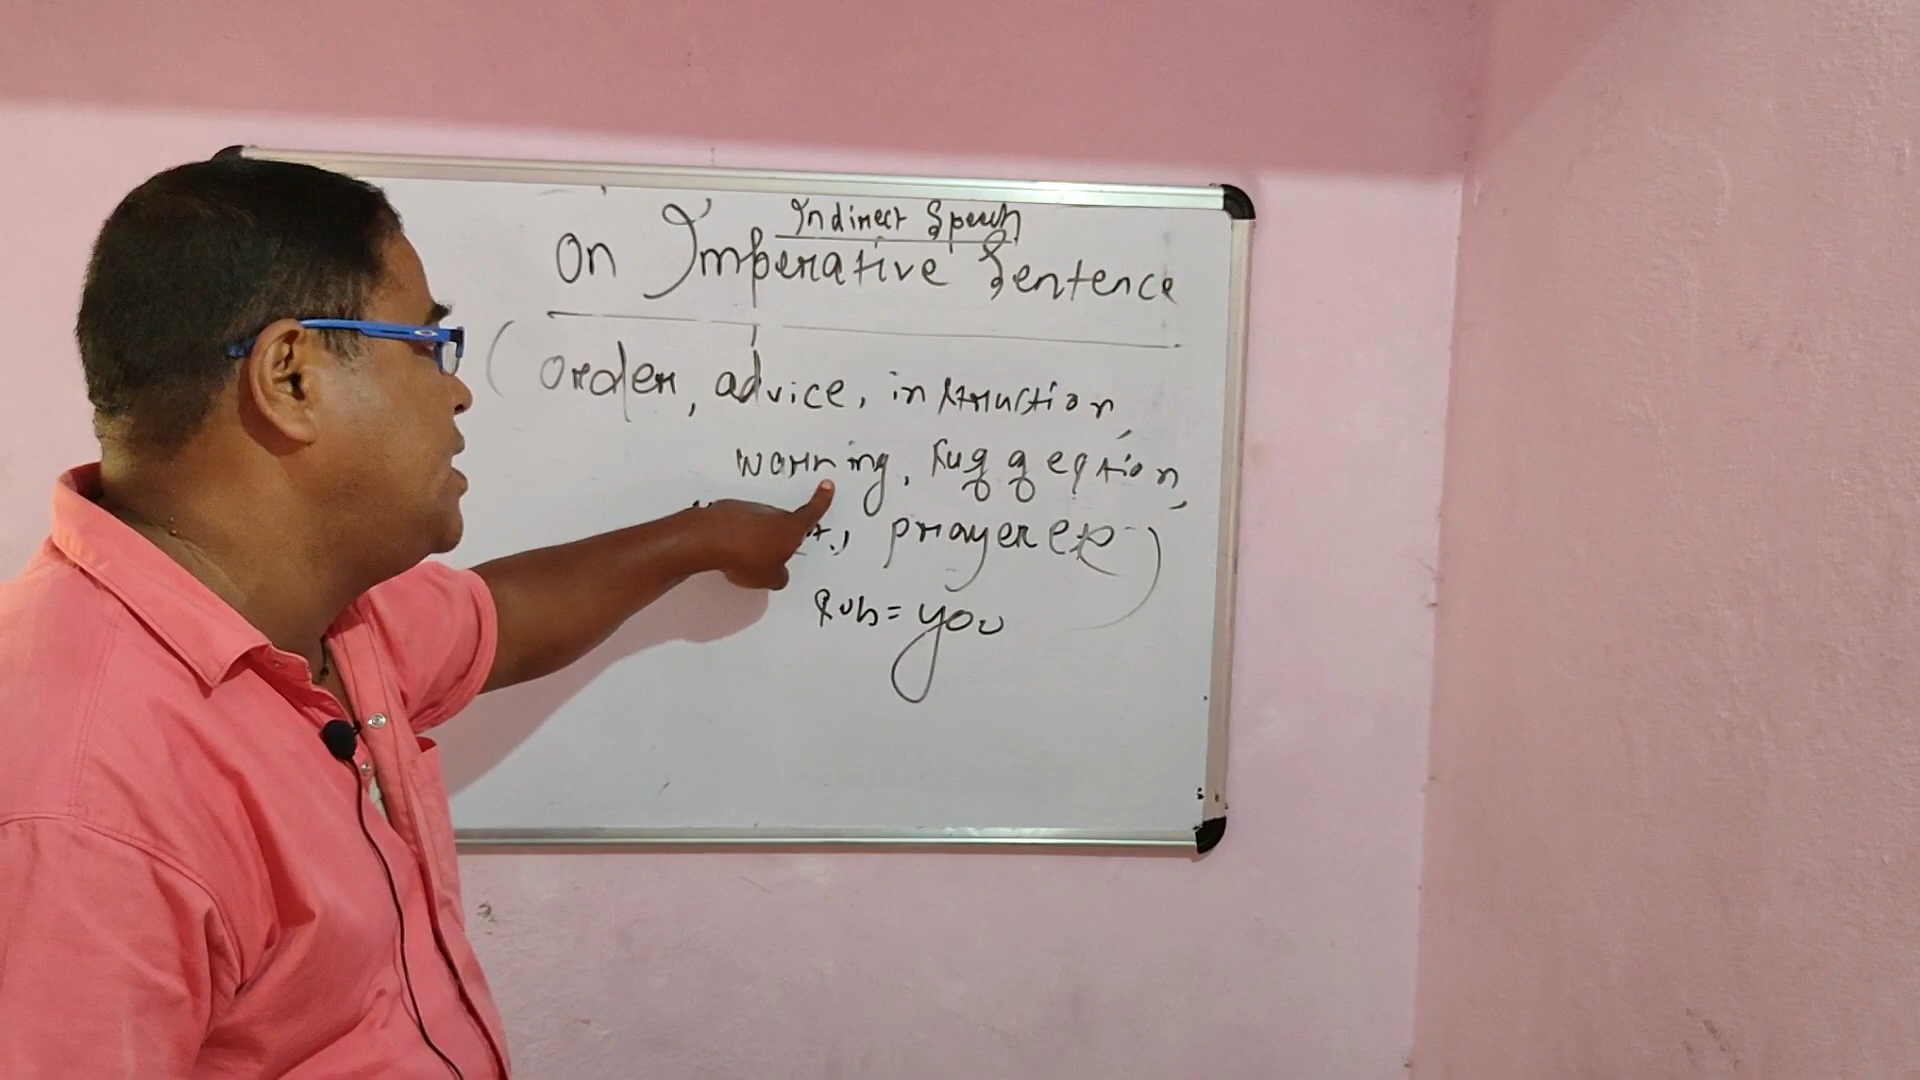 Indirect Speech
On Imperative Sentence
(Order, advice, instruction,
warning, suggestion,
prayer etc)
Sub = you